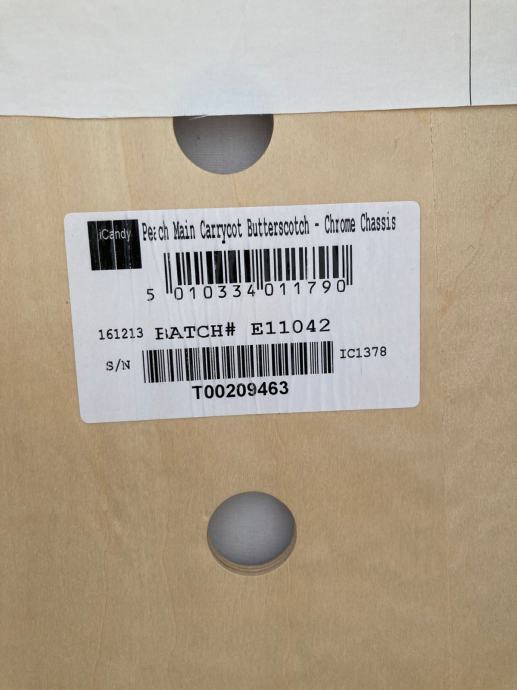 iCandy
Peach Main Carrycot Butterscotch - Chrome Chassis
5 010334 011790
161213 BATCH# E11042
S/N IC1378
T00209463